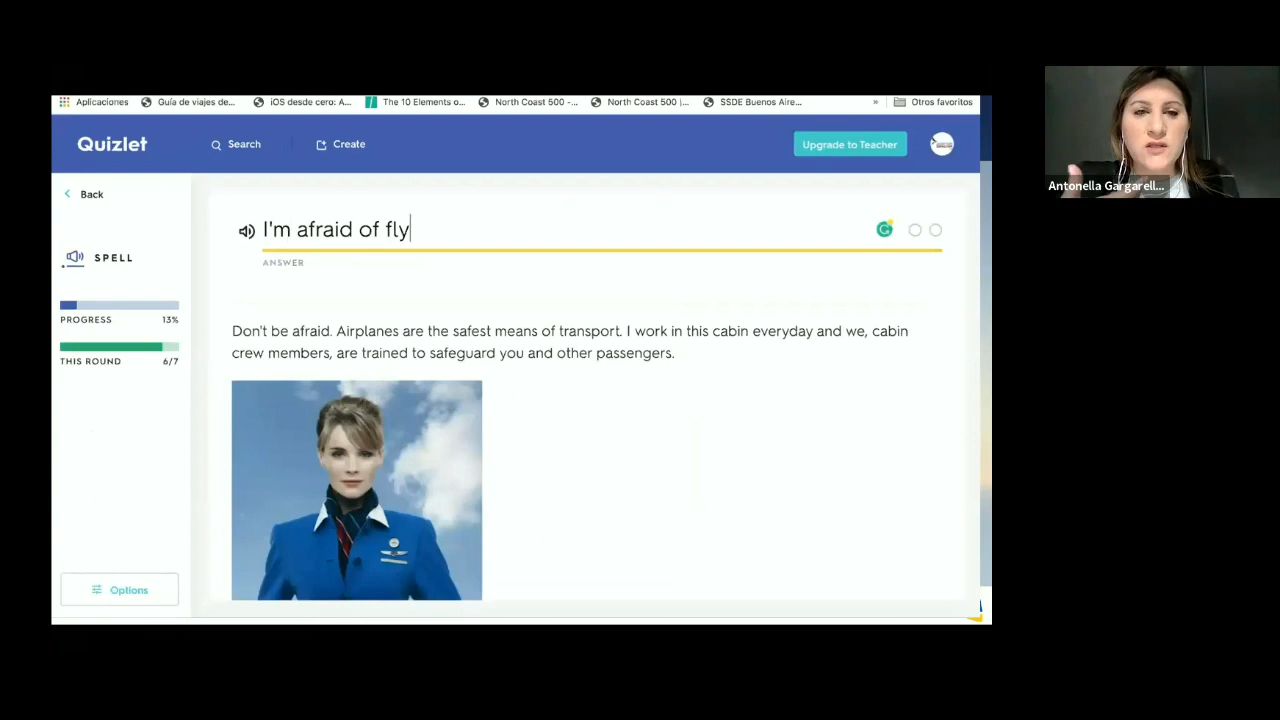 Aplicaciones Guía de viajes de... iOS desde cero: A... The 10 Elements o... North Coast 500 -... North Coast 500 |... SSDE Buenos Aire... » Otros favoritos
Quizlet Search Create Upgrade to Teacher
Back
SPELL
PROGRESS 13%
THIS ROUND 6/7
Options
I'm afraid of fly
ANSWER
Don't be afraid. Airplanes are the safest means of transport. I work in this cabin everyday and we, cabin
crew members, are trained to safeguard you and other passengers.
Antonella Gargarell...